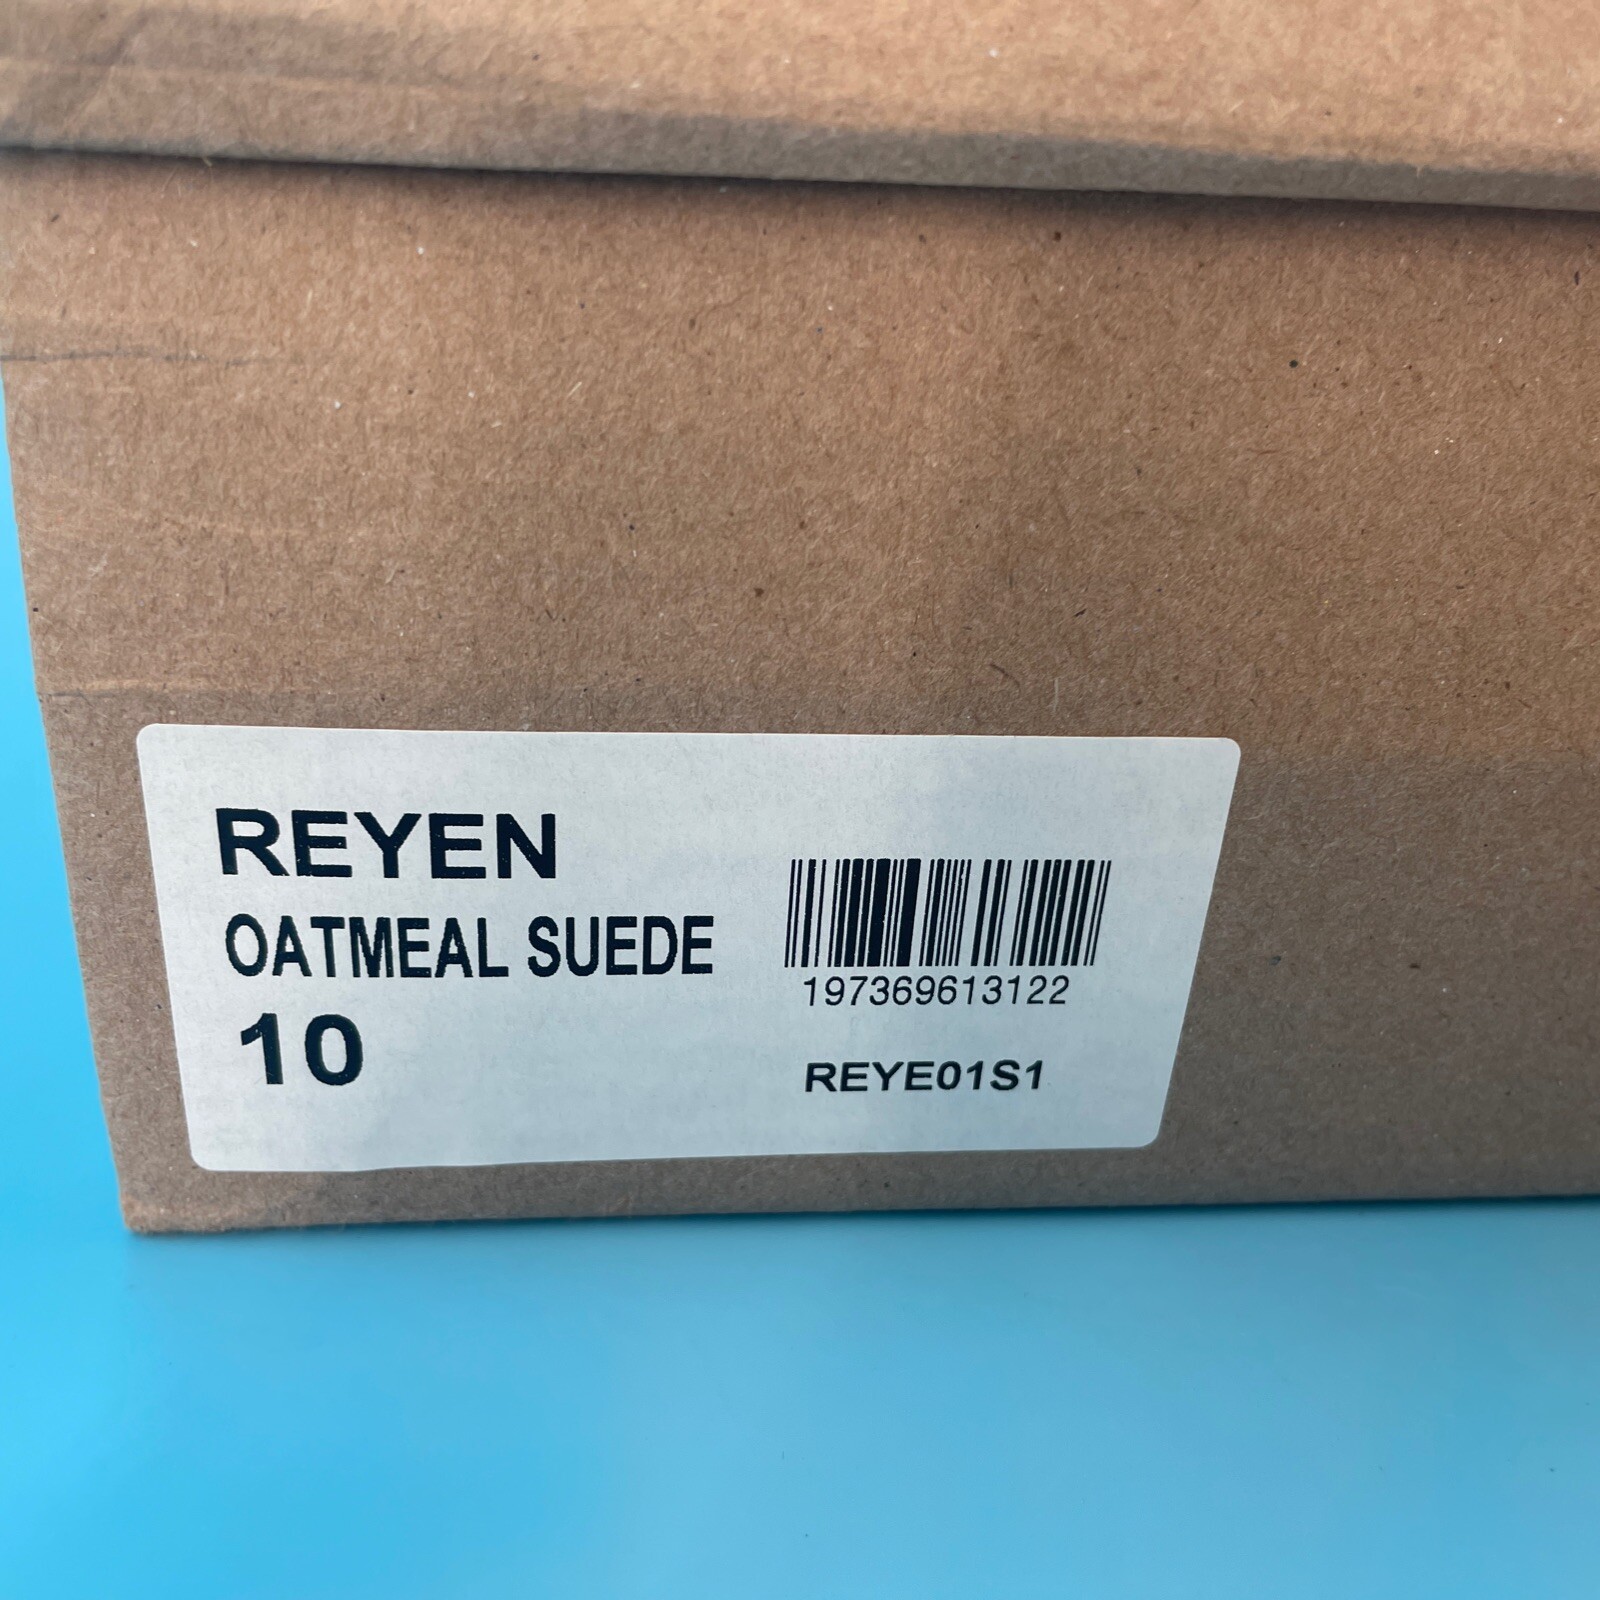 REYEN
OATMEAL SUEDE
10
197369613122
REYE01S1